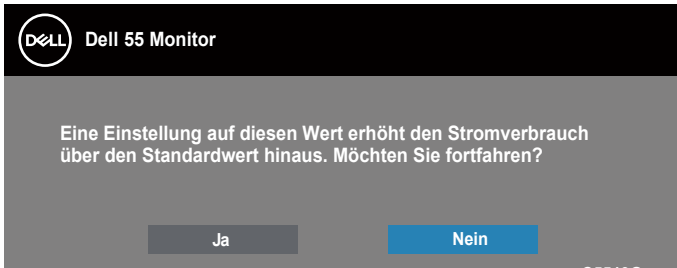 DELL
Dell 55 Monitor
Eine Einstellung auf diesen Wert erhöht den Stromverbrauch
über den Standardwert hinaus. Möchten Sie fortfahren?
Ja
Nein